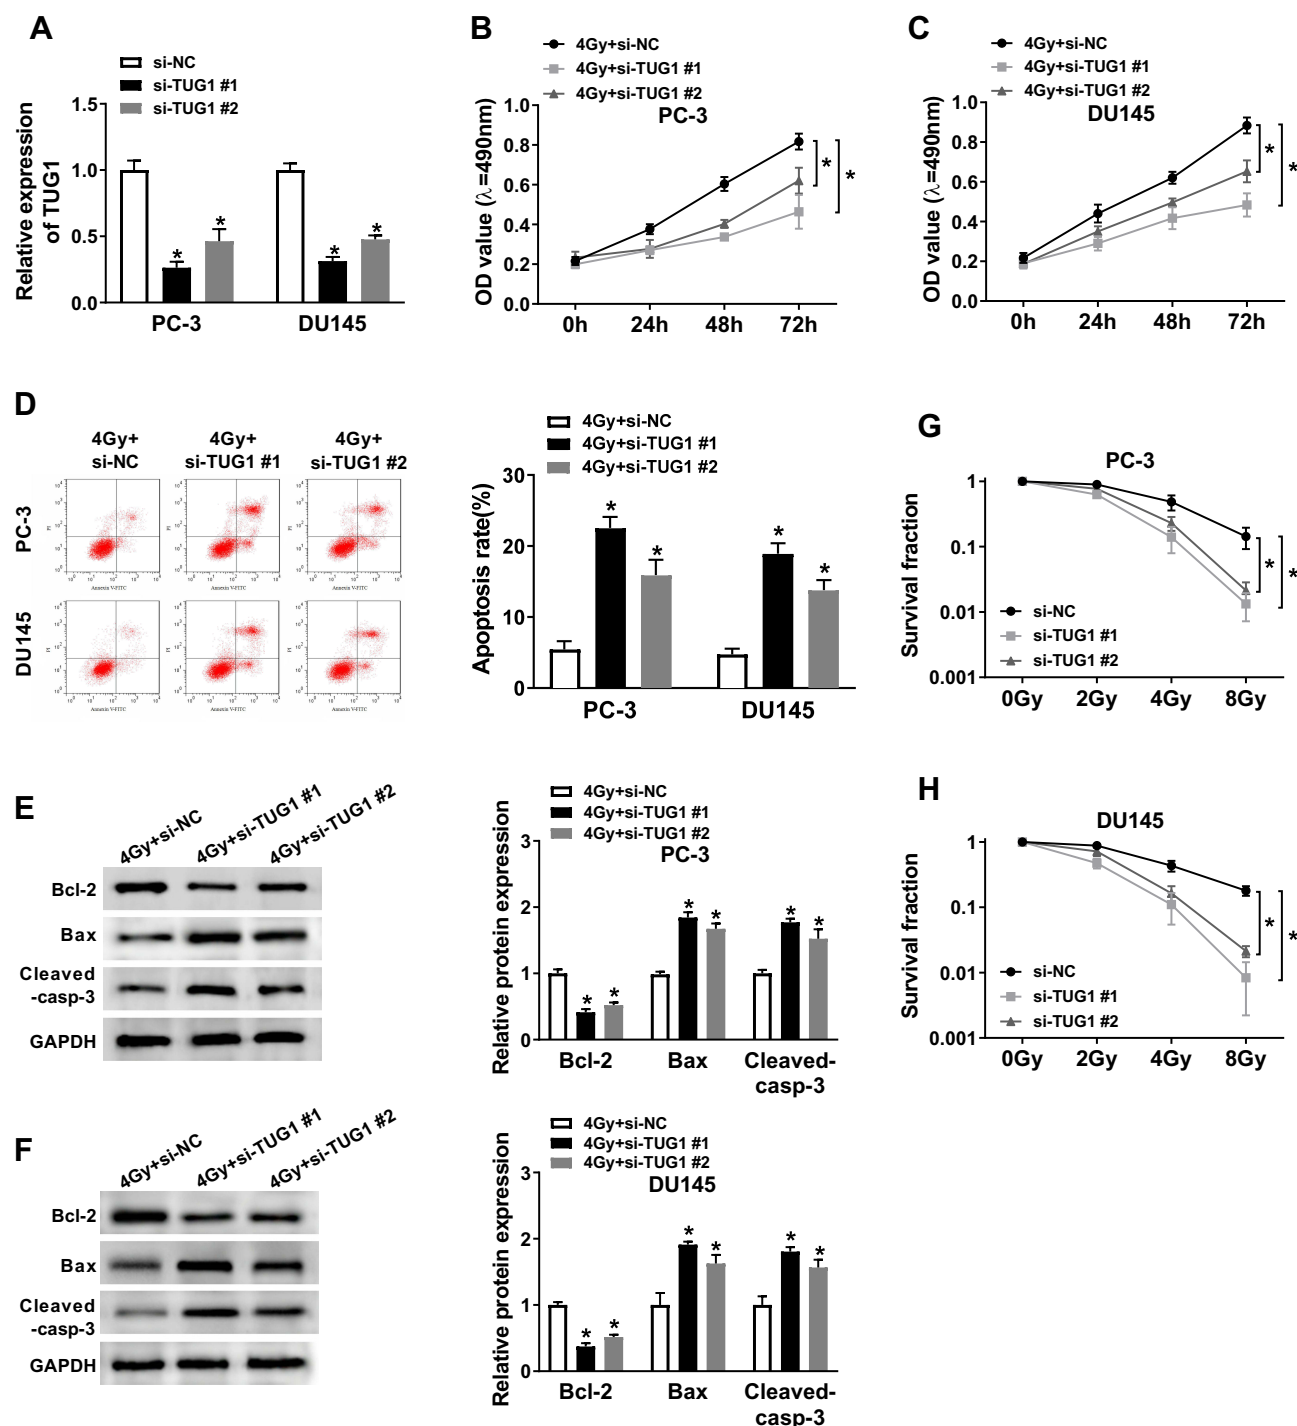 A
si-NC
si-TUG1 #1
si-TUG1 #2
Relative expression
of TUG1
1.5
1.0
0.5
0.0
* * * *
PC-3 DU145
B
4Gy+si-NC
4Gy+si-TUG1 #1
4Gy+si-TUG1 #2
PC-3
OD value (λ=490nm)
1.0
0.8
0.6
0.4
0.2
0.0
* *
0h 24h 48h 72h
C
4Gy+si-NC
4Gy+si-TUG1 #1
4Gy+si-TUG1 #2
DU145
OD value (λ=490nm)
1.0
0.8
0.6
0.4
0.2
0.0
* *
0h 24h 48h 72h
D
4Gy+
si-NC
4Gy+
si-TUG1 #1
4Gy+
si-TUG1 #2
PC-3
DU145
Annexin V-FITC Annexin V-FITC Annexin V-FITC
Annexin V-FITC Annexin V-FITC Annexin V-FITC
4Gy+si-NC
4Gy+si-TUG1 #1
4Gy+si-TUG1 #2
Apoptosis rate(%)
30
20
10
0
* * * *
PC-3 DU145
G
PC-3
Survival fraction
1
0.1
0.01
0.001
si-NC
si-TUG1 #1
si-TUG1 #2
* *
0Gy 2Gy 4Gy 8Gy
E
4Gy+si-NC
4Gy+si-TUG1 #1
4Gy+si-TUG1 #2
Bcl-2
Bax
Cleaved
-casp-3
GAPDH
4Gy+si-NC
4Gy+si-TUG1 #1
4Gy+si-TUG1 #2
PC-3
Relative protein expression
3
2
1
0
* * * * * *
Bcl-2 Bax Cleaved-
casp-3
H
DU145
Survival fraction
1
0.1
0.01
0.001
si-NC
si-TUG1 #1
si-TUG1 #2
* *
0Gy 2Gy 4Gy 8Gy
F
4Gy+si-NC
4Gy+si-TUG1 #1
4Gy+si-TUG1 #2
Bcl-2
Bax
Cleaved
-casp-3
GAPDH
4Gy+si-NC
4Gy+si-TUG1 #1
4Gy+si-TUG1 #2
DU145
Relative protein expression
3
2
1
0
* * * * * *
Bcl-2 Bax Cleaved-
casp-3